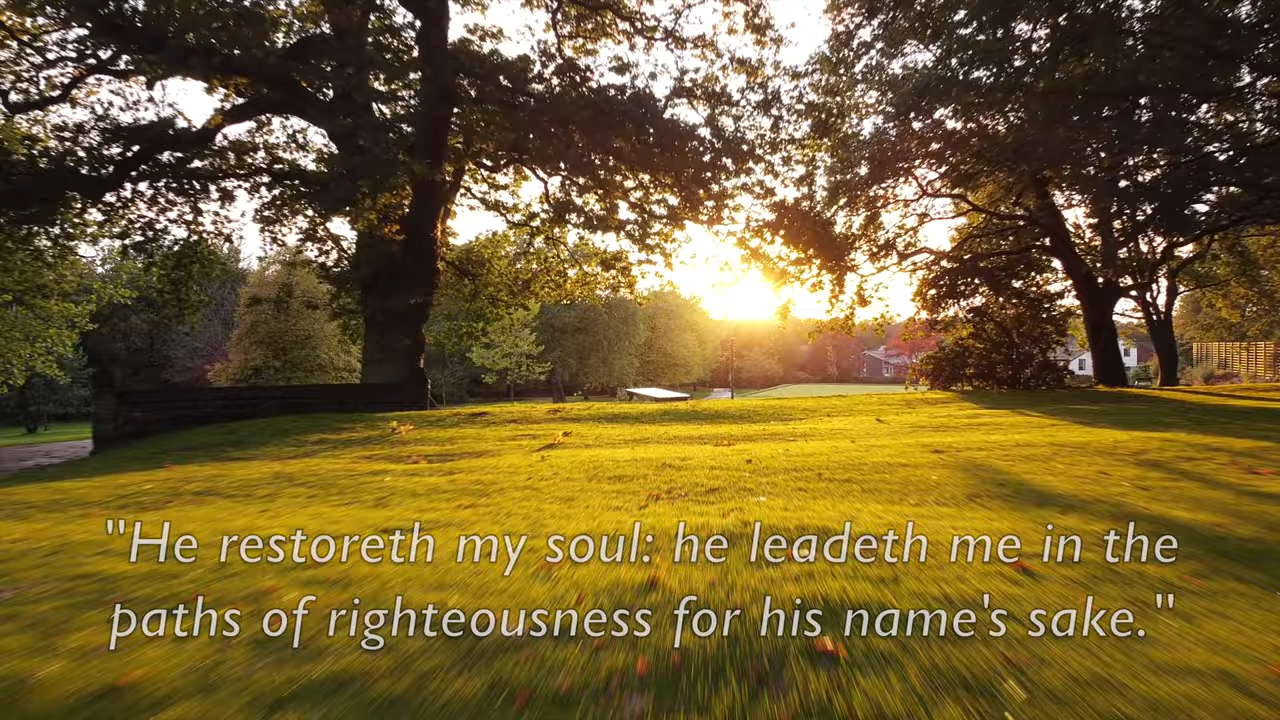 "He restoreth my soul: he leadeth me in the
paths of righteousness for his name's sake."